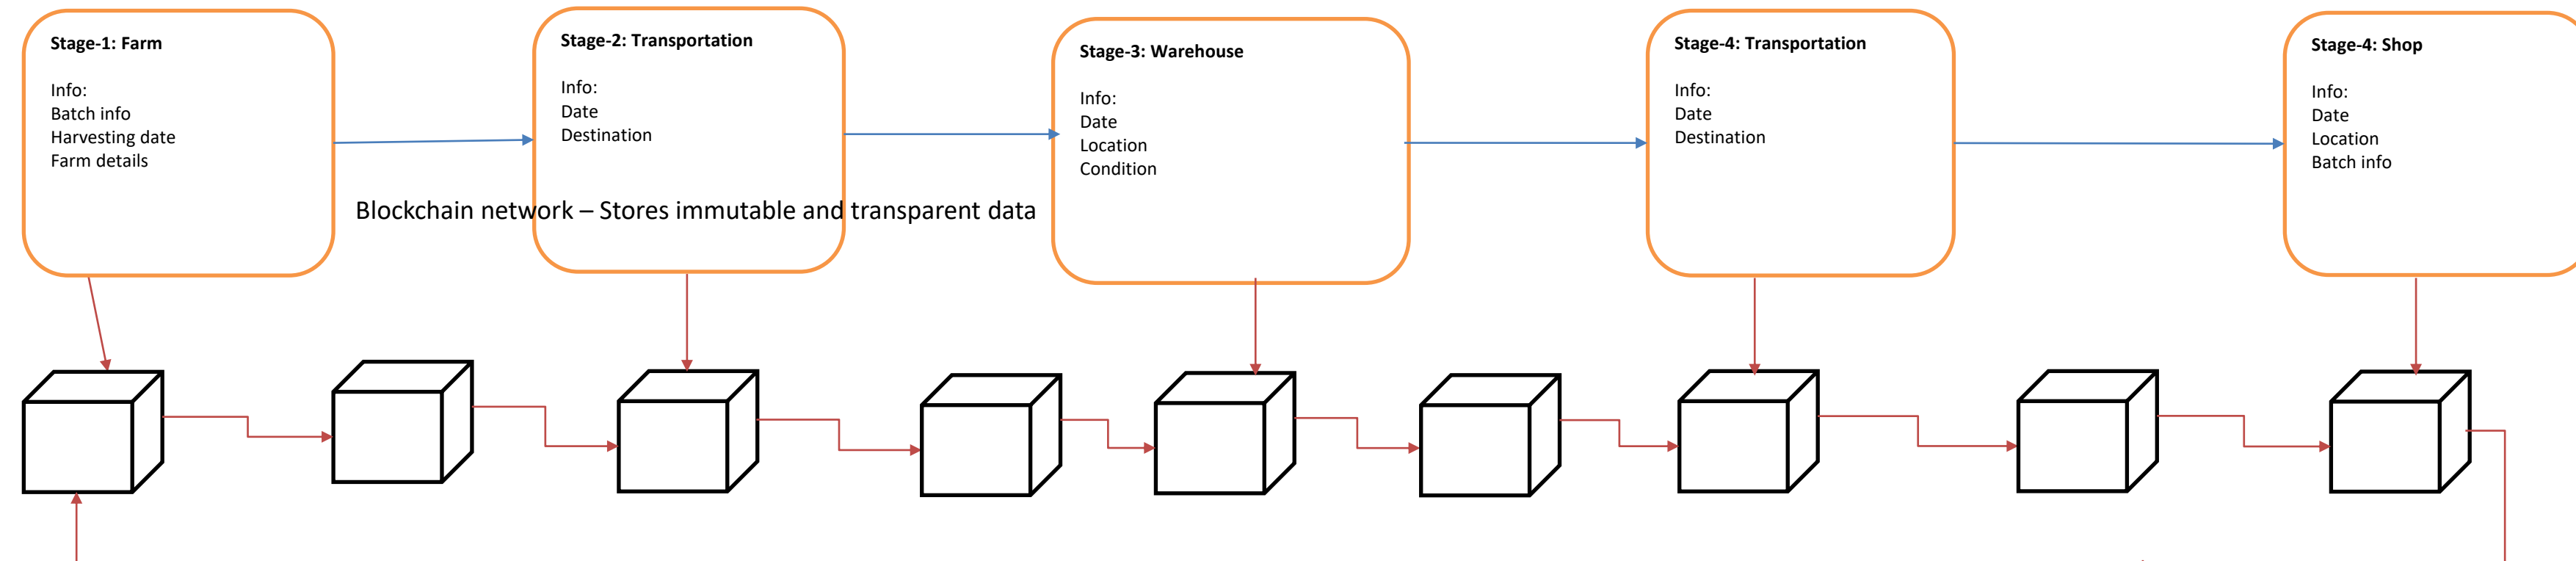 Stage-1: Farm
Info:
Batch info
Harvesting date
Farm details
Stage-2: Transportation
Info:
Date
Destination
Stage-3: Warehouse
Info:
Date
Location
Condition
Stage-4: Transportation
Info:
Date
Destination
Stage-4: Shop
Info:
Date
Location
Batch info
Blockchain network – Stores immutable and transparent data